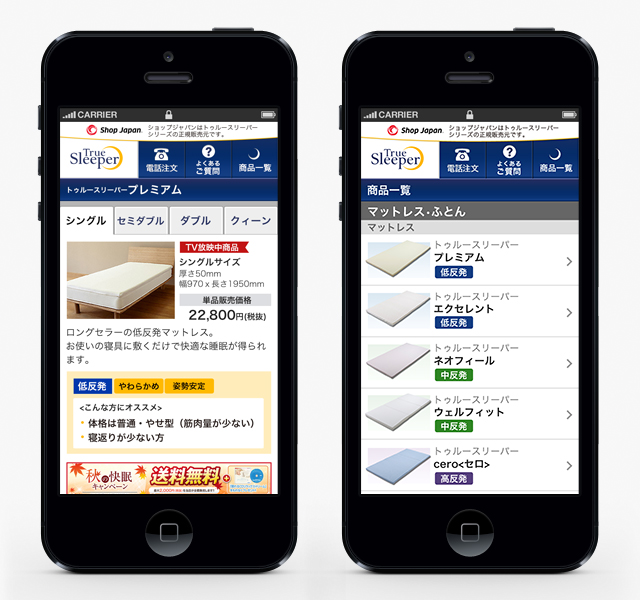 CARRIER
Shop Japan.
ショップジャパンはトゥルースリーパー
シリーズの正規販売元です。
True
Sleeper
電話注文
よくある
ご質問
商品一覧
トゥルースリーパープレミアム
シングル
セミダブル
ダブル
クィーン
TV放映中商品
シングルサイズ
厚さ50mm
幅970 x 長さ1950mm
単品販売価格
22,800円(税抜)
ロングセラーの低反発マットレス。
お使いの寝具に敷くだけで快適な睡眠が得られ
ます。
低反発
やわらかめ
姿勢安定
<こんな方にオススメ>
・体格は普通・やせ型（筋肉量が少ない）
・寝返りが少ない方
秋の快眠
キャンペーン
送料無料+
CARRIER
Shop Japan.
ショップジャパンはトゥルースリーパー
シリーズの正規販売元です。
True
Sleeper
電話注文
よくある
ご質問
商品一覧
商品一覧
マットレス・ふとん
マットレス
トゥルースリーパー
プレミアム
低反発
トゥルースリーパー
エクセレント
低反発
トゥルースリーパー
ネオフィール
中反発
トゥルースリーパー
ウェルフィット
中反発
トゥルースリーパー
cero<セロ>
高反発